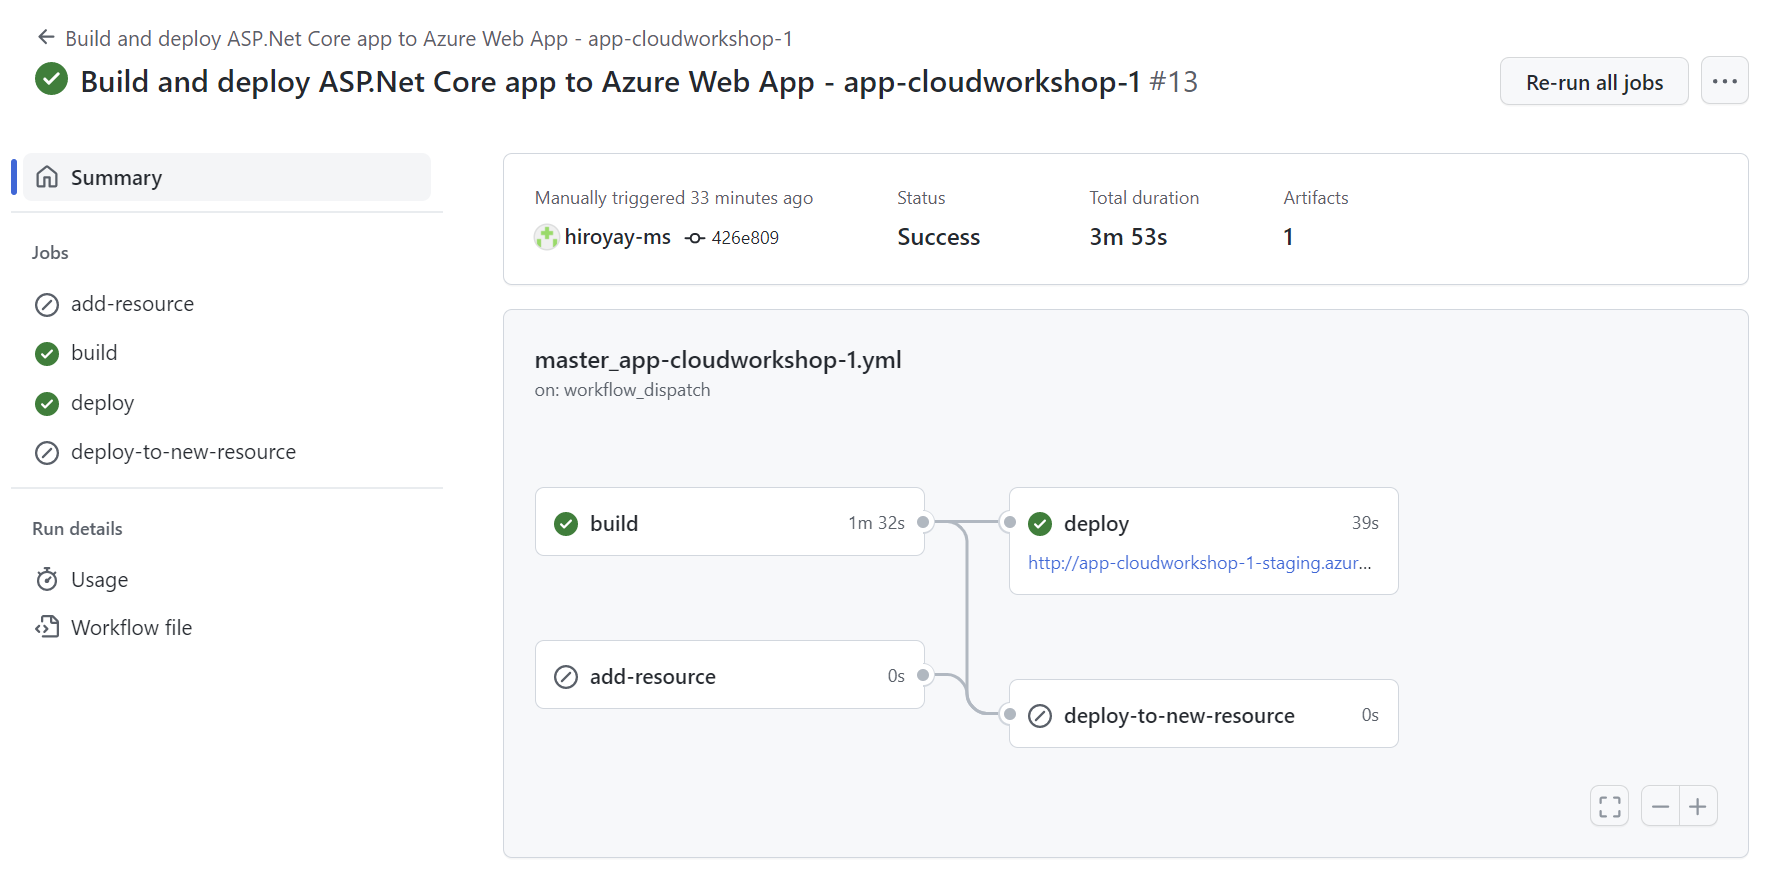 Build and deploy ASP.Net Core app to Azure Web App - app-cloudworkshop-1
Build and deploy ASP.Net Core app to Azure Web App - app-cloudworkshop-1 #13
Re-run all jobs
Summary
Jobs
add-resource
build
deploy
deploy-to-new-resource
Run details
Usage
Workflow file
Manually triggered 33 minutes ago
hiroyay-ms 426e809
Status
Success
Total duration
3m 53s
Artifacts
1
master_app-cloudworkshop-1.yml
on: workflow_dispatch
build 1m 32s
deploy 39s
http://app-cloudworkshop-1-staging.azur...
add-resource 0s
deploy-to-new-resource 0s